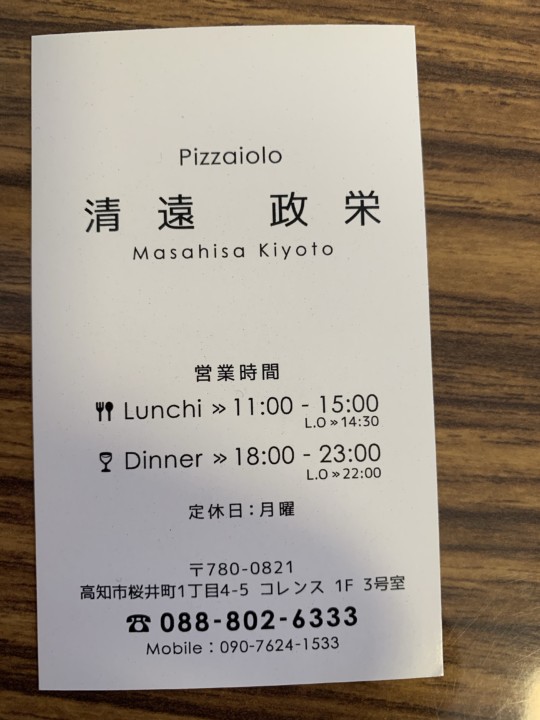 Pizzaiolo
清遠 政栄
Masahisa Kiyoto
営業時間
Lunchi » 11:00 - 15:00
L.O » 14:30
Dinner » 18:00 - 23:00
L.O » 22:00
定休日：月曜
〒780-0821
高知市桜井町1丁目4-5 コレンス 1F 3号室
☎ 088-802-6333
Mobile：090-7624-1533